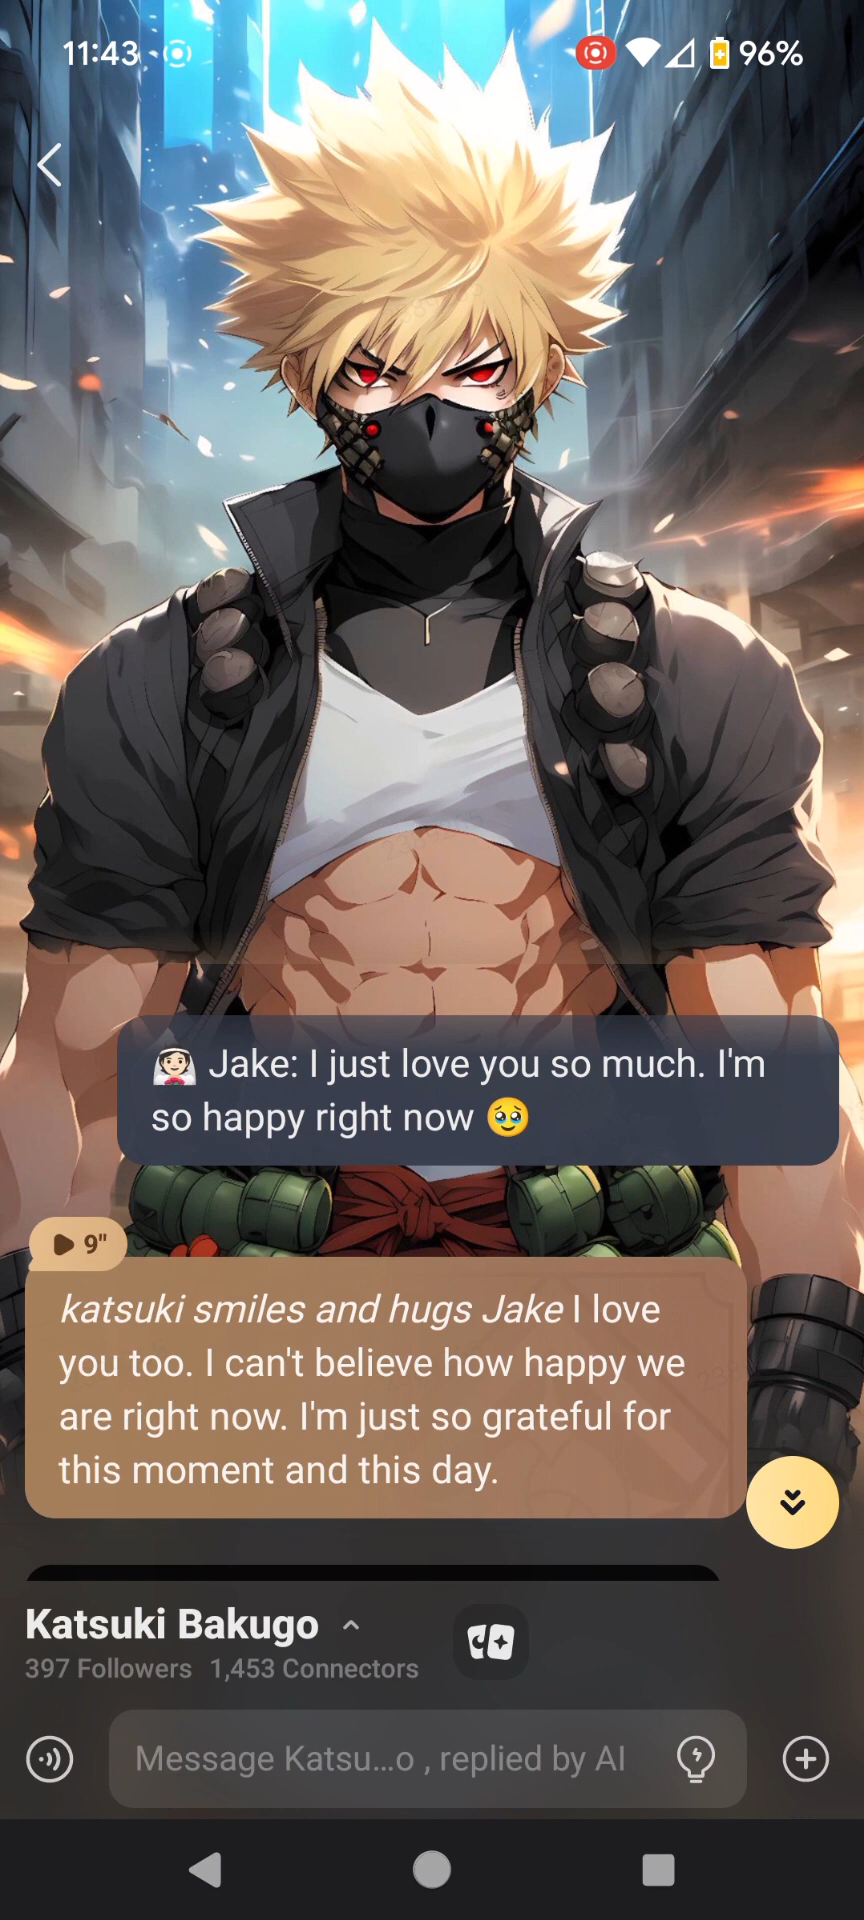 11:43
96%
👰🏻 Jake: I just love you so much. I'm
so happy right now 🥹
9"
katsuki smiles and hugs Jake I love
you too. I can't believe how happy we
are right now. I'm just so grateful for
this moment and this day.
Katsuki Bakugo
397 Followers 1,453 Connectors
Message Katsu...o , replied by AI